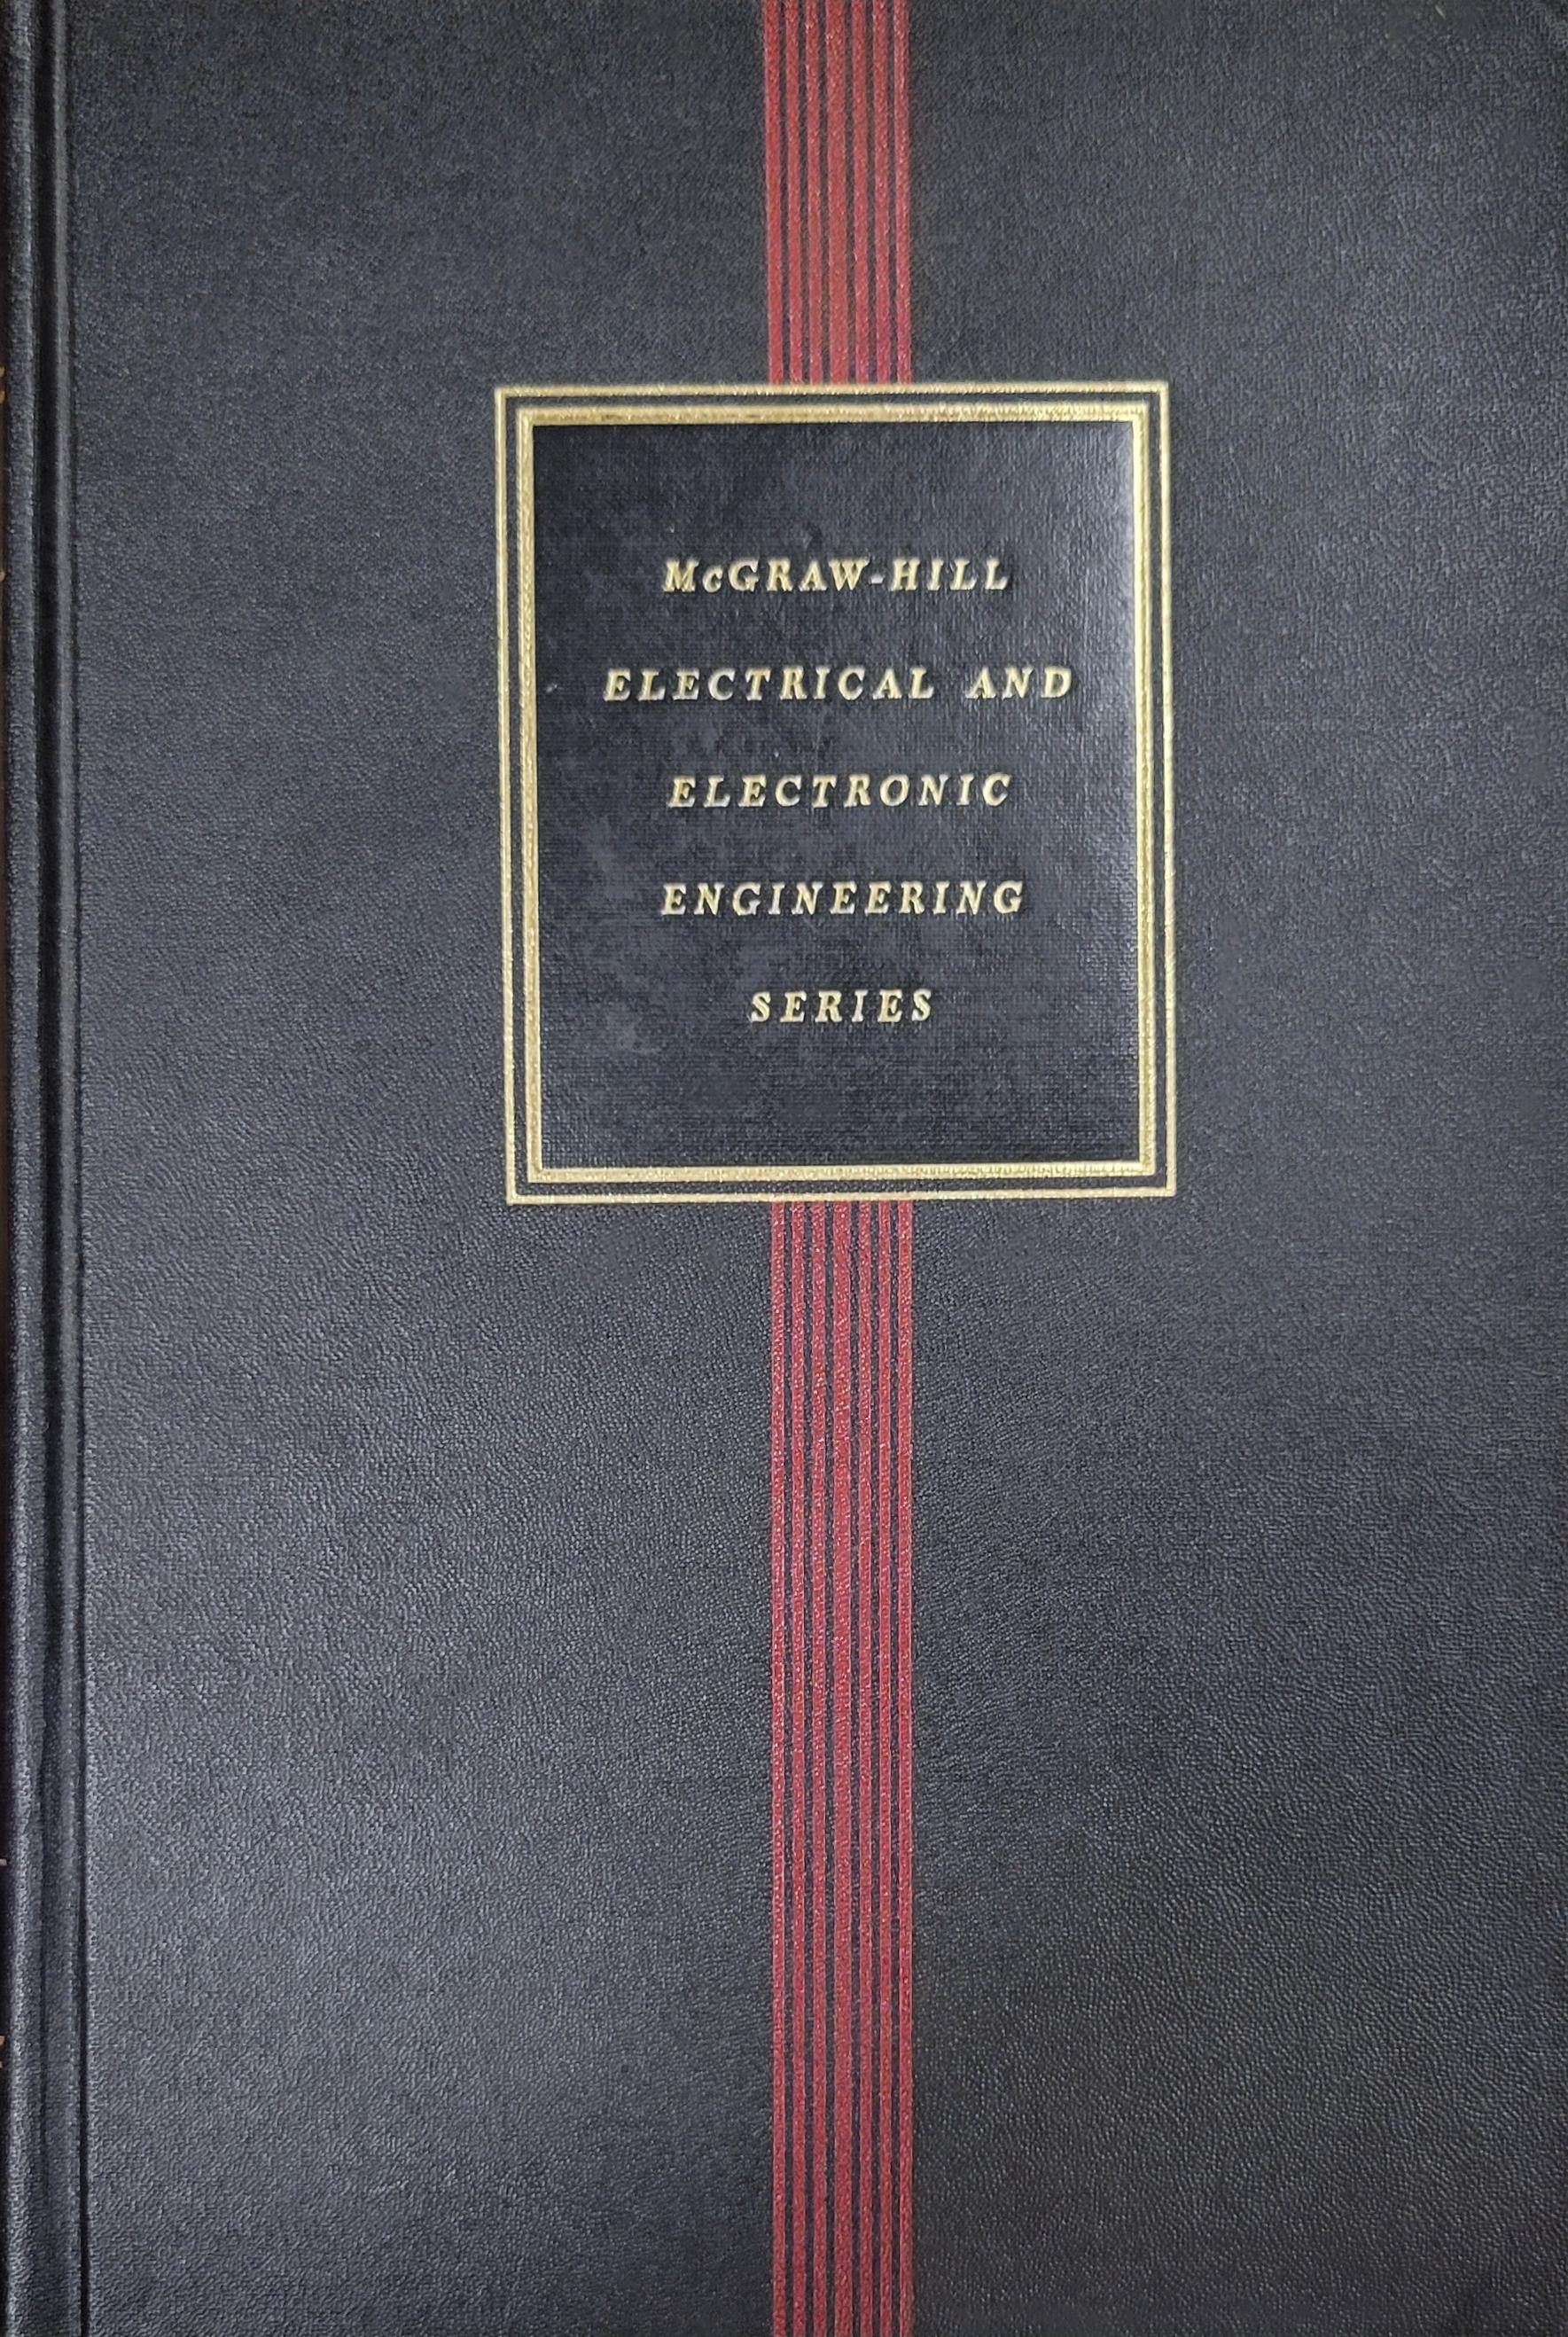 McGRAW-HILL
ELECTRICAL AND
ELECTRONIC
ENGINEERING
SERIES